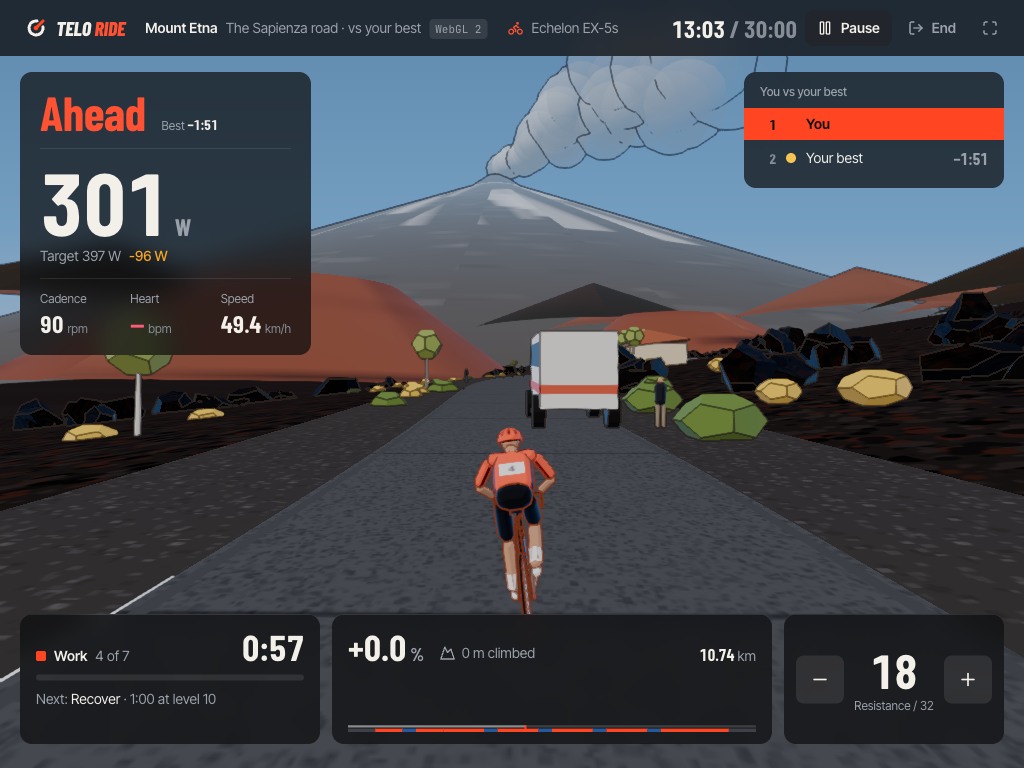 TELO RIDE Mount Etna The Sapienza road · vs your best WebGL 2 Echelon EX-5s 13:03 / 30:00 Pause End
Ahead Best −1:51
301 W
Target 397 W -96 W
Cadence Heart Speed
90 rpm – bpm 49.4 km/h
You vs your best
1 You
2 Your best −1:51
4
Work 4 of 7 0:57
Next: Recover · 1:00 at level 10
+0.0 % 0 m climbed 10.74 km
− 18 +
Resistance / 32